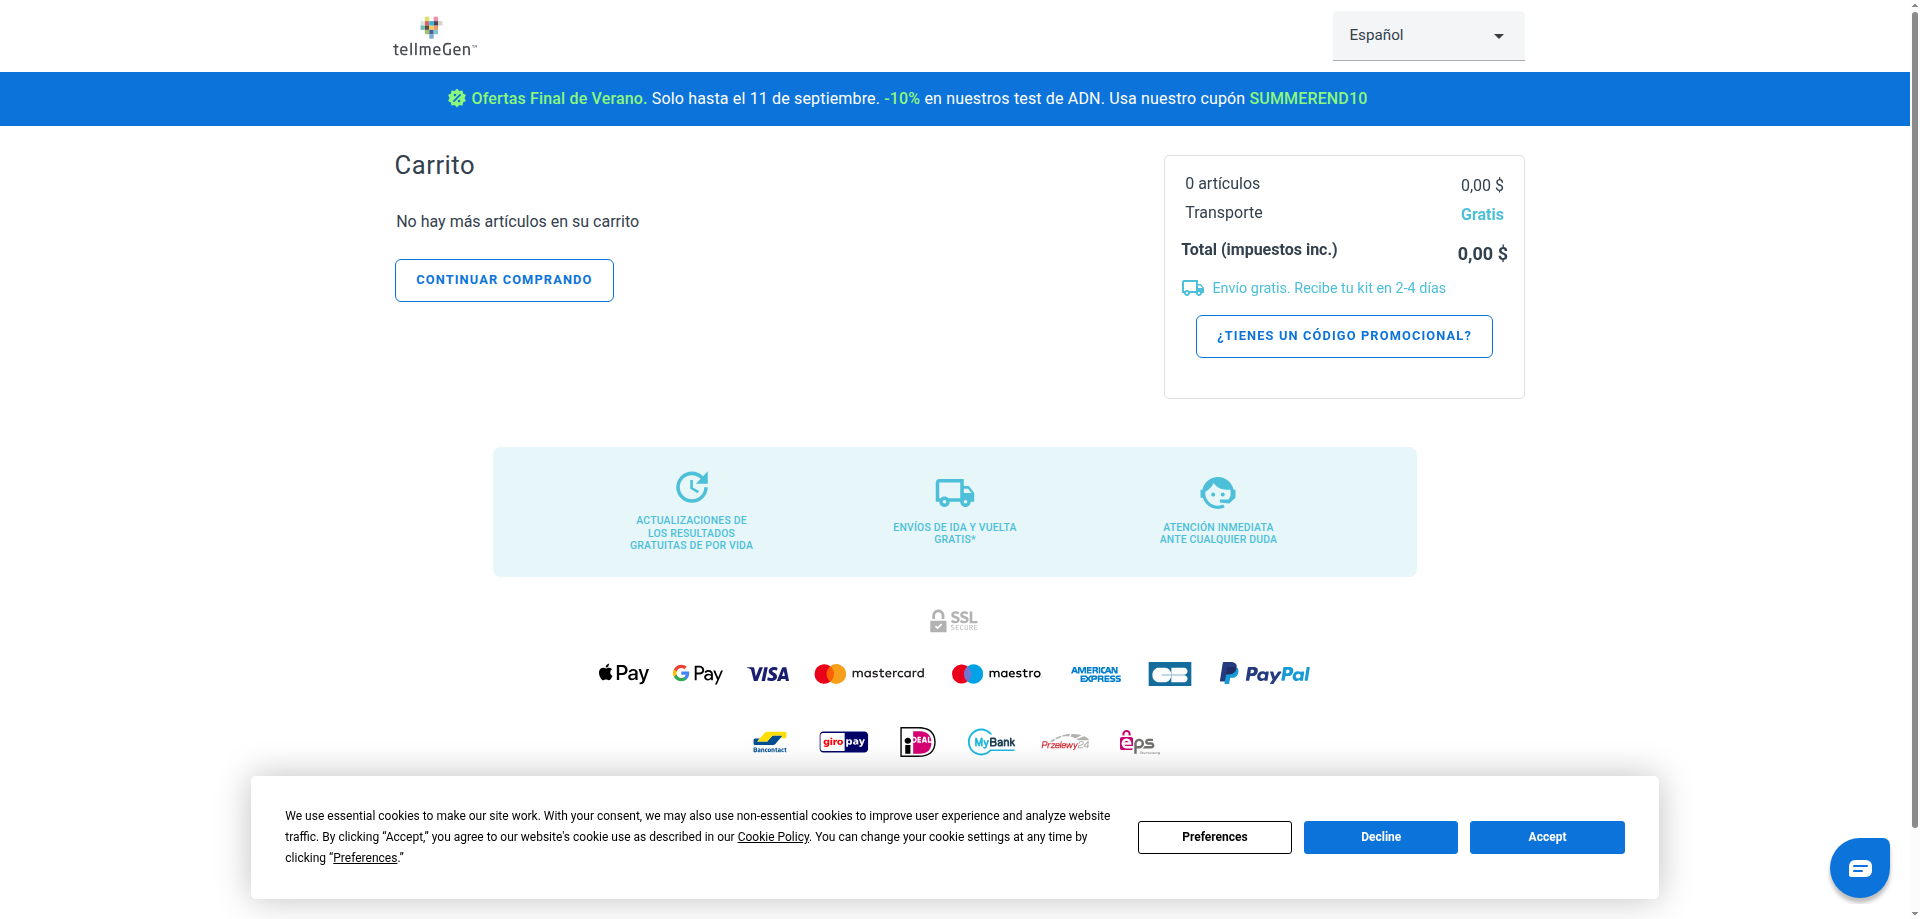 tellmeGen™
Español
Ofertas Final de Verano. Solo hasta el 11 de septiembre. -10% en nuestros test de ADN. Usa nuestro cupón SUMMEREND10
Carrito
No hay más artículos en su carrito
CONTINUAR COMPRANDO
0 artículos 0,00 $
Transporte Gratis
Total (impuestos inc.) 0,00 $
Envío gratis. Recibe tu kit en 2-4 días
¿TIENES UN CÓDIGO PROMOCIONAL?
ACTUALIZACIONES DE
LOS RESULTADOS
GRATUITAS DE POR VIDA
ENVÍOS DE IDA Y VUELTA
GRATIS*
ATENCIÓN INMEDIATA
ANTE CUALQUIER DUDA
SSL
SECURE
Pay G Pay VISA mastercard maestro AMERICAN EXPRESS CB PayPal
Bancontact giropay iDEAL MyBank Przelewy24 eps
We use essential cookies to make our site work. With your consent, we may also use non-essential cookies to improve user experience and analyze website
traffic. By clicking “Accept,” you agree to our website's cookie use as described in our Cookie Policy. You can change your cookie settings at any time by
clicking “Preferences.”
Preferences
Decline
Accept